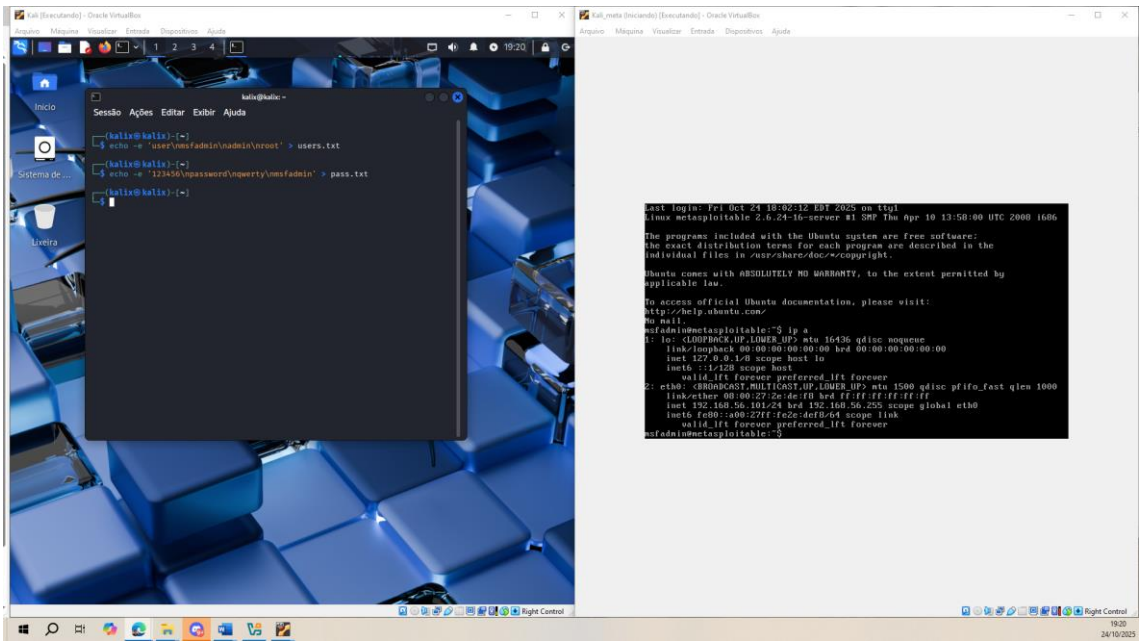 Kali [Executando] - Oracle VirtualBox
Arquivo Máquina Visualizar Entrada Dispositivos Ajuda
1 2 3 4
19:20
Início
Sistema de ...
Lixeira
kalix@kalix: ~
Sessão Ações Editar Exibir Ajuda
(kalix@kalix)-[~]
$ echo -e 'user\nmsfadmin\nadmin\nroot' > users.txt
(kalix@kalix)-[~]
$ echo -e '123456\npassword\nqwerty\nmsfadmin' > pass.txt
(kalix@kalix)-[~]
$
Right Control
Kali_meta (Iniciando) [Executando] - Oracle VirtualBox
Arquivo Máquina Visualizar Entrada Dispositivos Ajuda
Last login: Fri Oct 24 18:02:12 EDT 2025 on tty1
Linux metasploitable 2.6.24-16-server #1 SMP Thu Apr 10 13:58:00 UTC 2008 i686
The programs included with the Ubuntu system are free software;
the exact distribution terms for each program are described in the
individual files in /usr/share/doc/*/copyright.
Ubuntu comes with ABSOLUTELY NO WARRANTY, to the extent permitted by
applicable law.
To access official Ubuntu documentation, please visit:
http://help.ubuntu.com/
No mail.
msfadmin@metasploitable:~$ ip a
1: lo: <LOOPBACK,UP,LOWER_UP> mtu 16436 qdisc noqueue
link/loopback 00:00:00:00:00:00 brd 00:00:00:00:00:00
inet 127.0.0.1/8 scope host lo
inet6 ::1/128 scope host
valid_lft forever preferred_lft forever
2: eth0: <BROADCAST,MULTICAST,UP,LOWER_UP> mtu 1500 qdisc pfifo_fast qlen 1000
link/ether 08:00:27:2e:de:f8 brd ff:ff:ff:ff:ff:ff
inet 192.168.56.101/24 brd 192.168.56.255 scope global eth0
inet6 fe80::a00:27ff:fe2e:def8/64 scope link
valid_lft forever preferred_lft forever
msfadmin@metasploitable:~$
Right Control
19:20
24/10/2025